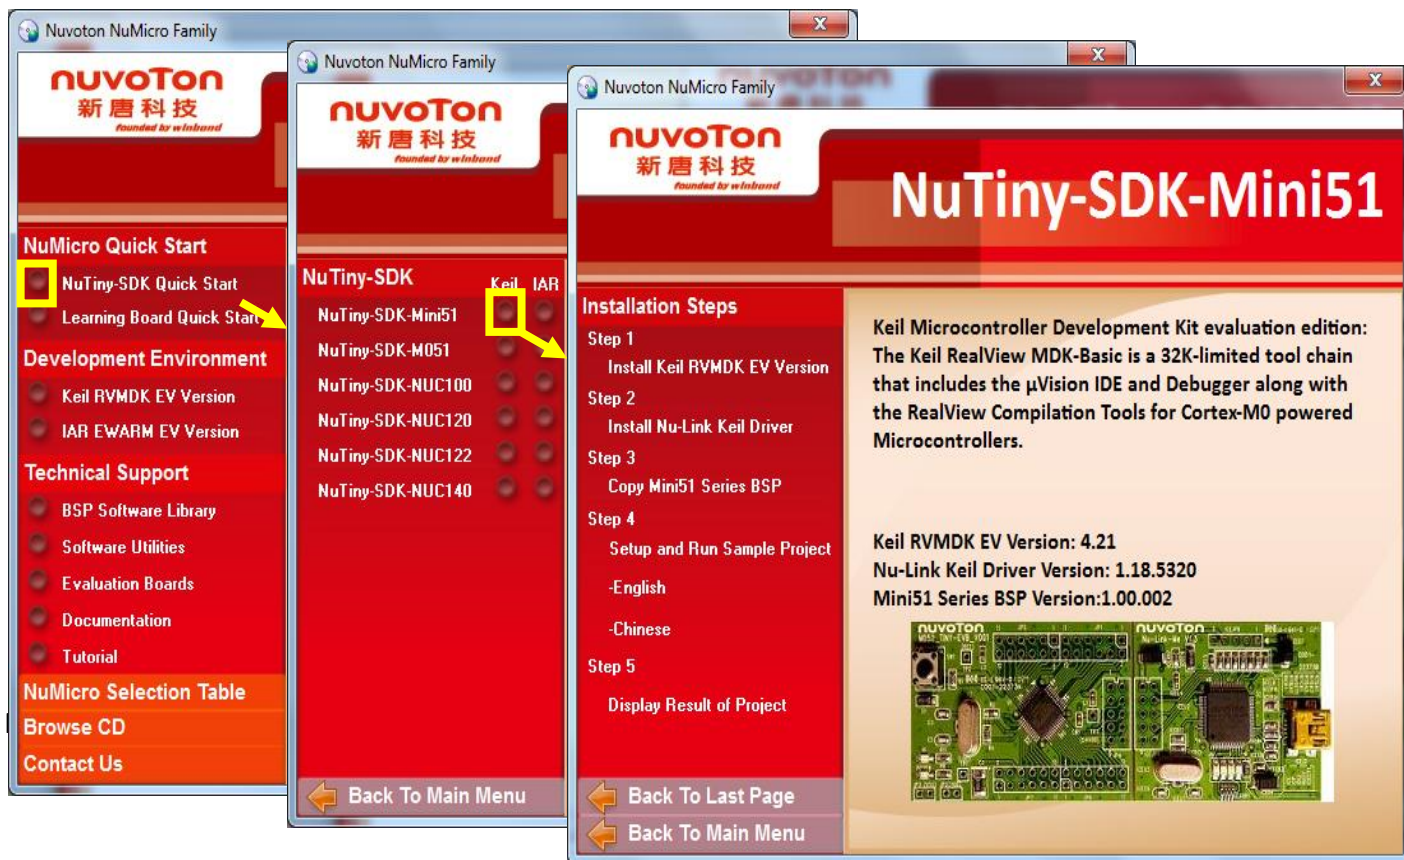 Nuvoton NuMicro Family
X
nuvoTon
新唐科技
founded by winbond
NuMicro Quick Start
NuTiny-SDK Quick Start
Learning Board Quick Start
Development Environment
Keil RVMDK EV Version
IAR EWARM EV Version
Technical Support
BSP Software Library
Software Utilities
Evaluation Boards
Documentation
Tutorial
NuMicro Selection Table
Browse CD
Contact Us
Nuvoton NuMicro Family
X
nuvoTon
新唐科技
founded by winbond
NuTiny-SDK
Keil IAR
NuTiny-SDK-Mini51
NuTiny-SDK-M051
NuTiny-SDK-NUC100
NuTiny-SDK-NUC120
NuTiny-SDK-NUC122
NuTiny-SDK-NUC140
Back To Main Menu
Nuvoton NuMicro Family
X
nuvoTon
新唐科技
founded by winbond
NuTiny-SDK-Mini51
Installation Steps
Step 1
Install Keil RVMDK EV Version
Step 2
Install Nu-Link Keil Driver
Step 3
Copy Mini51 Series BSP
Step 4
Setup and Run Sample Project
-English
-Chinese
Step 5
Display Result of Project
Back To Last Page
Back To Main Menu
Keil Microcontroller Development Kit evaluation edition:
The Keil RealView MDK-Basic is a 32K-limited tool chain
that includes the µVision IDE and Debugger along with
the RealView Compilation Tools for Cortex-M0 powered
Microcontrollers.
Keil RVMDK EV Version: 4.21
Nu-Link Keil Driver Version: 1.18.5320
Mini51 Series BSP Version:1.00.002
nuvoTon
nuvoTon